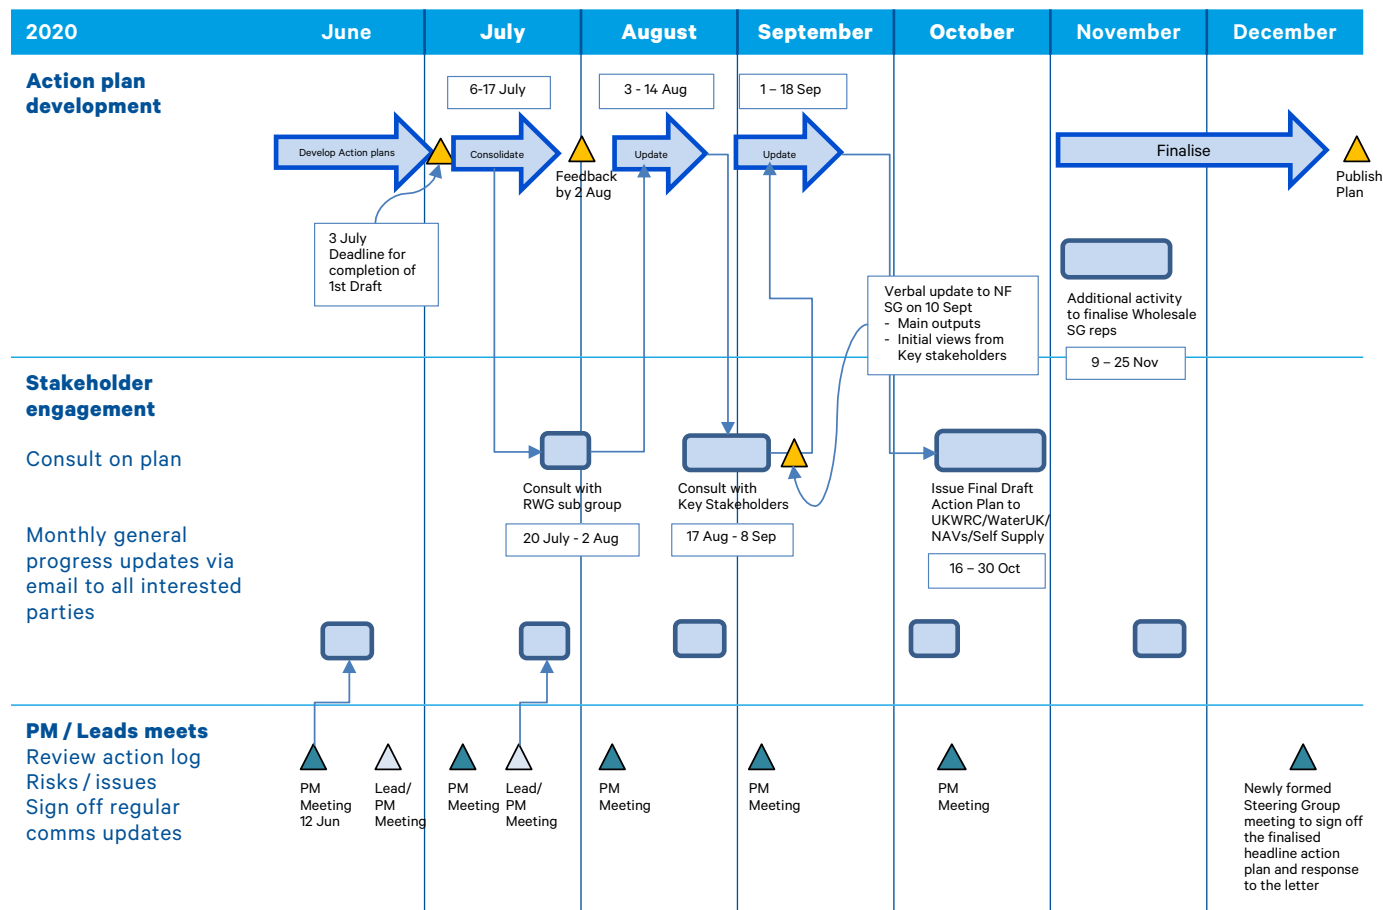 2020
June
July
August
September
October
November
December
Action plan
development
6-17 July
3 - 14 Aug
1 – 18 Sep
Develop Action plans
Consolidate
Update
Update
Finalise
Feedback
by 2 Aug
Publish
Plan
3 July
Deadline for
completion of
1st Draft
Verbal update to NF
SG on 10 Sept
- Main outputs
- Initial views from
Key stakeholders
Additional activity
to finalise Wholesale
SG reps
9 – 25 Nov
Stakeholder
engagement
Consult on plan
Consult with
RWG sub group
20 July - 2 Aug
Consult with
Key Stakeholders
17 Aug - 8 Sep
Issue Final Draft
Action Plan to
UKWRC/WaterUK/
NAVs/Self Supply
16 – 30 Oct
Monthly general
progress updates via
email to all interested
parties
PM / Leads meets
Review action log
Risks / issues
Sign off regular
comms updates
PM
Meeting
12 Jun
Lead/
PM
Meeting
PM
Meeting
Lead/
PM
Meeting
PM
Meeting
PM
Meeting
PM
Meeting
Newly formed
Steering Group
meeting to sign off
the finalised
headline action
plan and response
to the letter